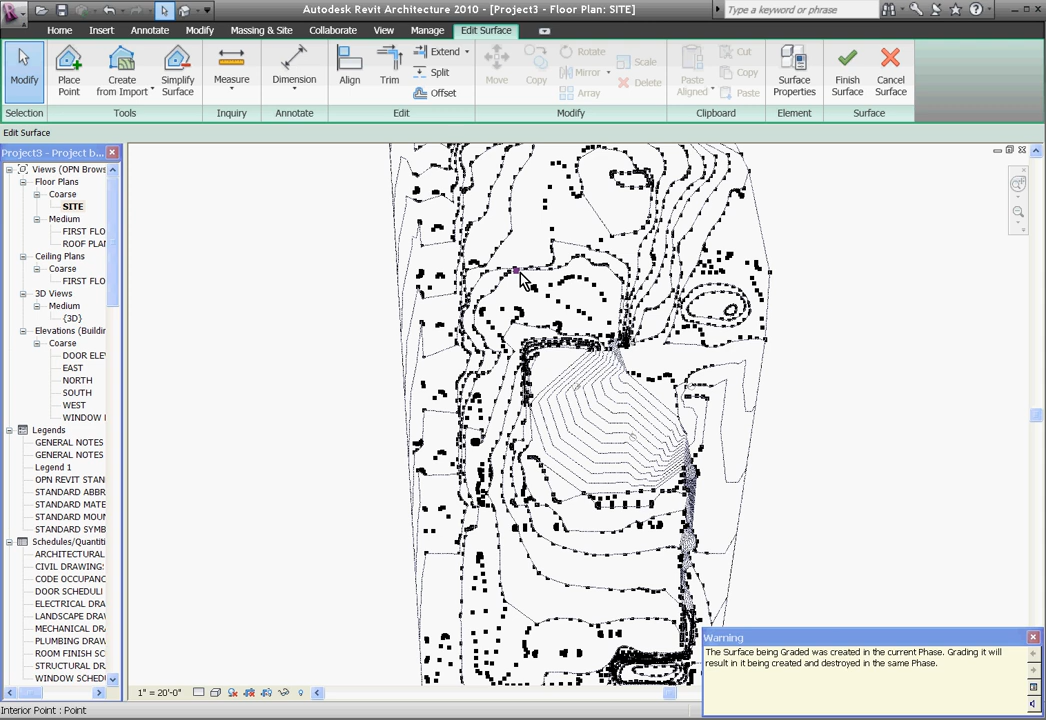 Autodesk Revit Architecture 2010 - [Project3 - Floor Plan: SITE]
Type a keyword or phrase
Home Insert Annotate Modify Massing & Site Collaborate View Manage Edit Surface
Modify
Place Point
Create from Import
Simplify Surface
Measure
Dimension
Align
Trim
Extend
Split
Offset
Move
Copy
Rotate
Mirror
Array
Scale
Delete
Paste Aligned
Cut
Copy
Paste
Surface Properties
Finish Surface
Cancel Surface
Selection Tools Inquiry Annotate Edit Modify Clipboard Element Surface
Edit Surface
Project3 - Project b...
Views (OPN Brows
Floor Plans
Coarse
SITE
Medium
FIRST FLO
ROOF PLA
Ceiling Plans
Coarse
FIRST FL
3D Views
Medium
{3D}
Elevations (Buildin
Coarse
DOOR ELE
EAST
NORTH
SOUTH
WEST
WINDOW
Legends
GENERAL NOTES
GENERAL NOTES
Legend 1
OPN REVIT STAN
STANDARD ABBR
STANDARD MATE
STANDARD MOUN
STANDARD SYMB
Schedules/Quantiti
ARCHITECTURAL
CIVIL DRAWING
CODE OCCUPANC
DOOR SCHEDULI
ELECTRICAL DRA
LANDSCAPE DRA
MECHANICAL DRA
PLUMBING DRAW
ROOM FINISH SC
STRUCTURAL DR
WINDOW SCHED
Warning
The Surface being Graded was created in the current Phase. Grading it will
result in it being created and destroyed in the same Phase.
1" = 20'-0"
Interior Point : Point